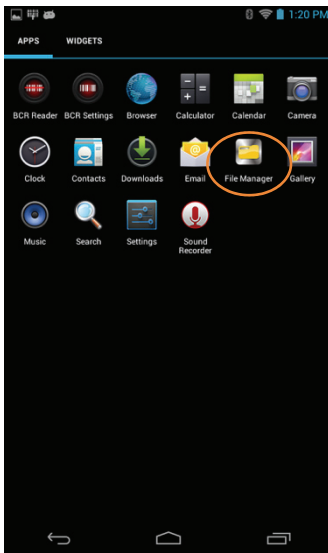 1:20 PM
APPS WIDGETS
BCR Reader BCR Settings Browser Calculator Calendar Camera
Clock Contacts Downloads Email File Manager Gallery
Music Search Settings Sound
Recorder